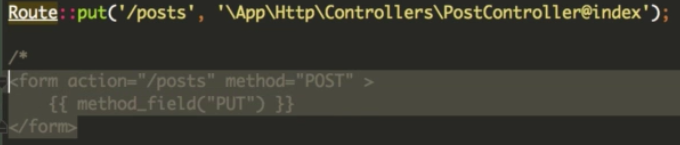 Route::put('/posts', '\App\Http\Controllers\PostController@index');
/*
<form action="/posts" method="POST" >
{{ method_field("PUT") }}
</form>